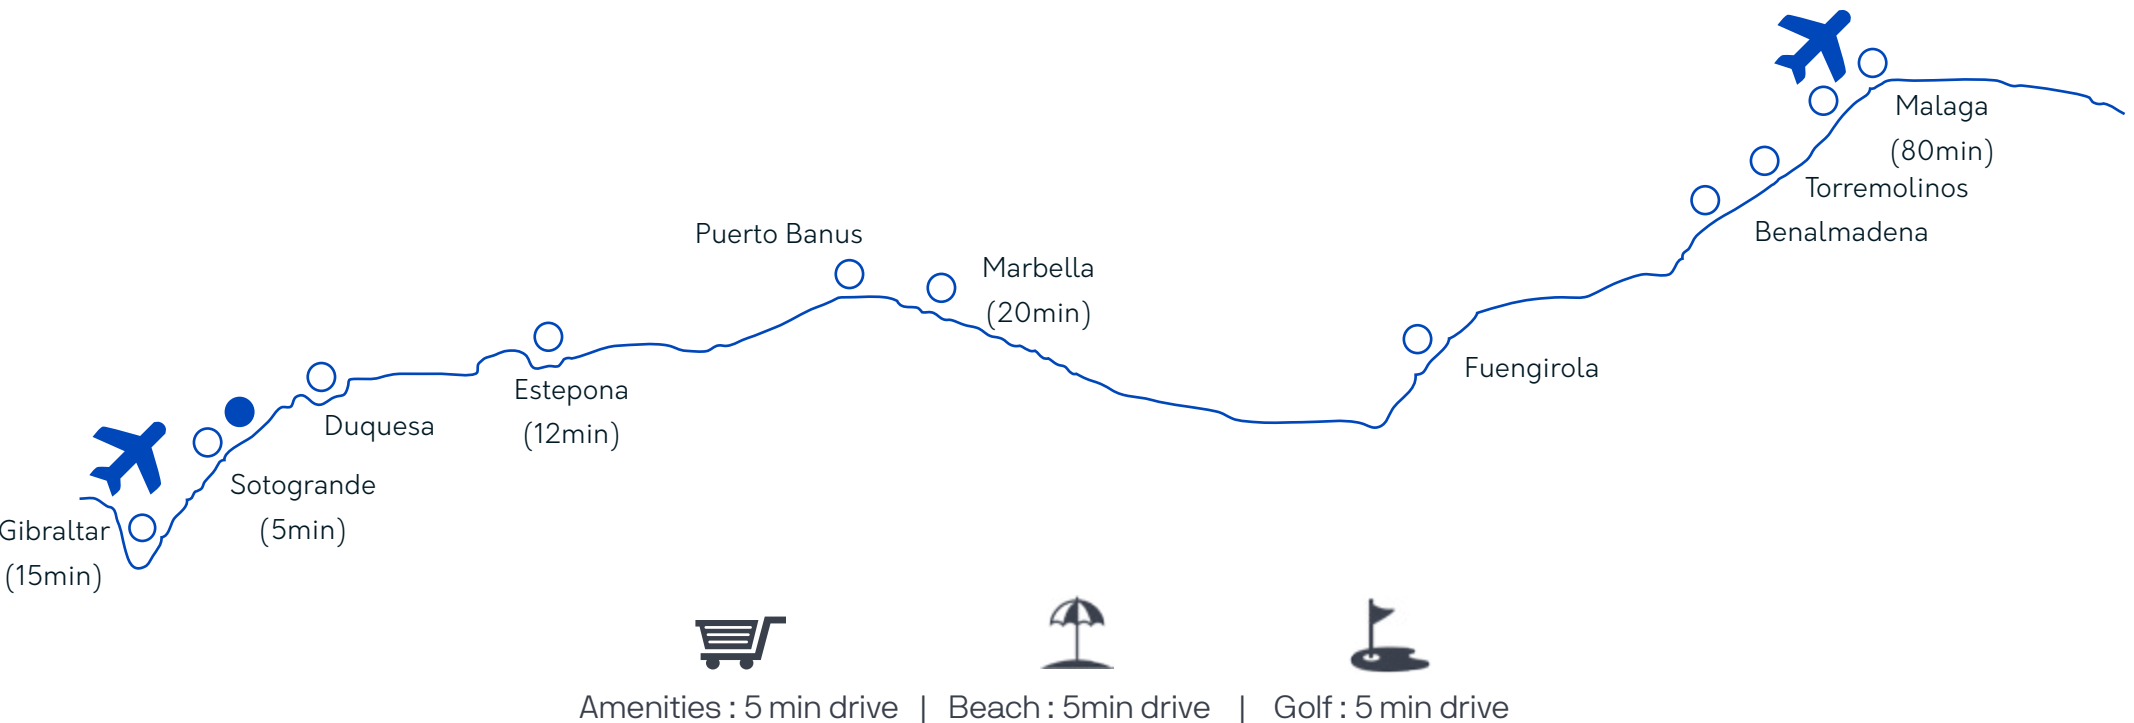 Malaga
(80min)
Torremolinos
Benalmadena
Puerto Banus
Marbella
(20min)
Fuengirola
Estepona
(12min)
Duquesa
Sotogrande
(5min)
Gibraltar
(15min)
Amenities : 5 min drive | Beach : 5min drive | Golf : 5 min drive